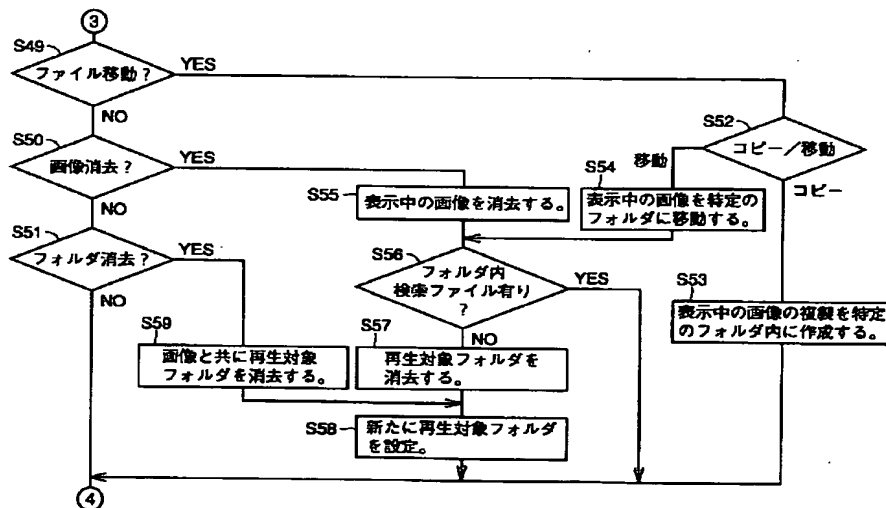 ③
S49
ファイル移動？
YES
NO
S50
画像消去？
YES
NO
S51
フォルダ消去？
YES
NO
S52
コピー／移動
移動
コピー
S54
表示中の画像を特定の
フォルダに移動する。
S55
表示中の画像を消去する。
S56
フォルダ内
検索ファイル有り
？
YES
NO
S53
表示中の画像の複製を特定
のフォルダ内に作成する。
S59
画像と共に再生対象
フォルダを消去する。
S57
再生対象フォルダを
消去する。
S58
新たに再生対象フォルダ
を設定。
④